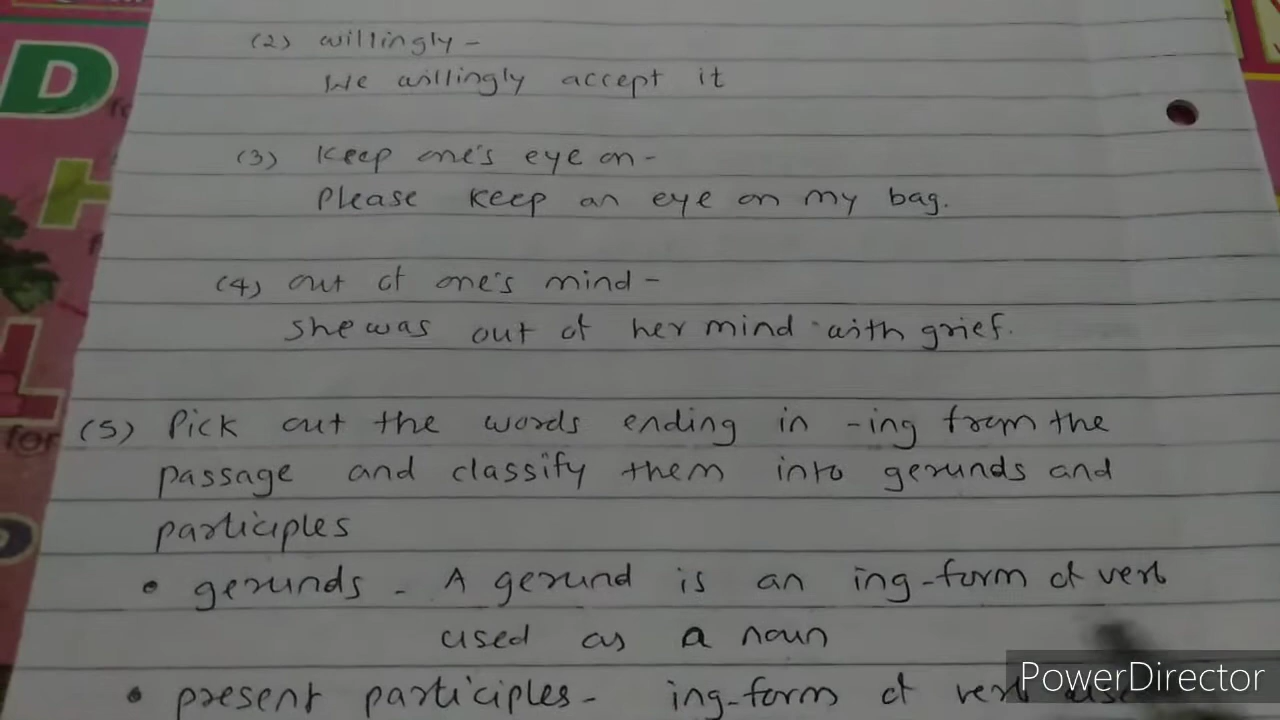 (2) willingly -
We willingly accept it
(3) Keep one's eye on -
Please keep an eye on my bag.
(4) out of one's mind -
she was out of her mind with grief.
(5) Pick out the words ending in -ing from the
passage and classify them into gerunds and
participles
• gerunds - A gerund is an ing-form of verb
used as a noun
• present participles - ing-form of verb
PowerDirector
D
H
L
for